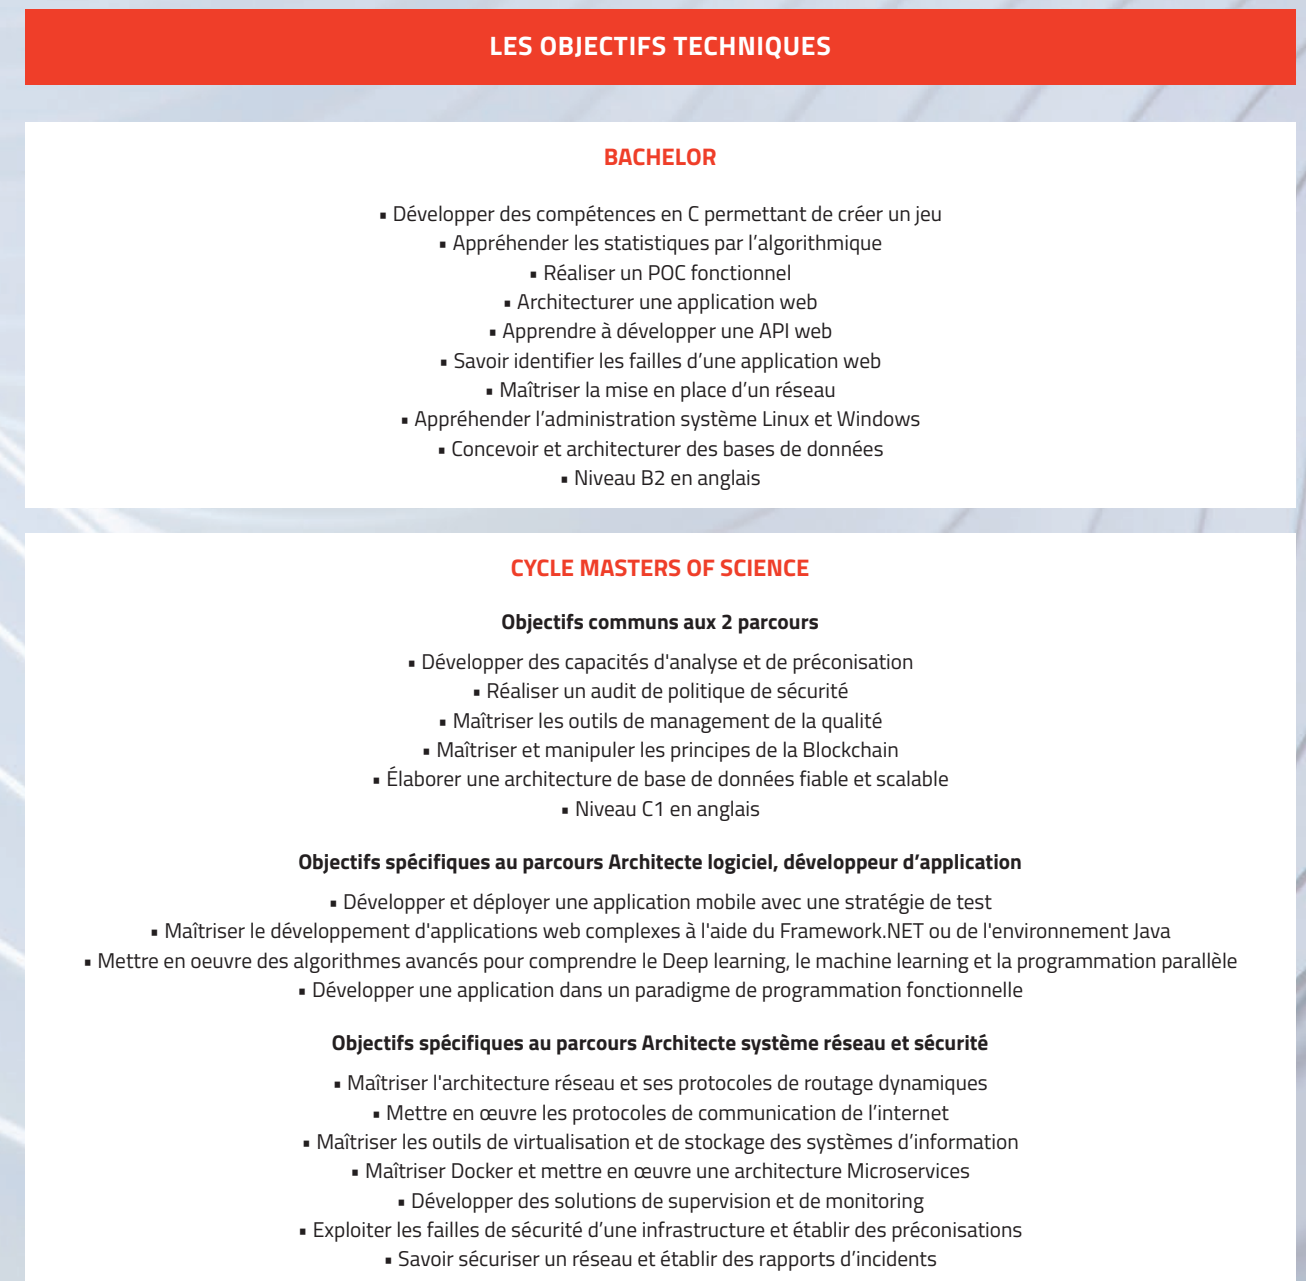 LES OBJECTIFS TECHNIQUES
BACHELOR
▪ Développer des compétences en C permettant de créer un jeu
▪ Appréhender les statistiques par l’algorithmique
▪ Réaliser un POC fonctionnel
▪ Architecturer une application web
▪ Apprendre à développer une API web
▪ Savoir identifier les failles d’une application web
▪ Maîtriser la mise en place d’un réseau
▪ Appréhender l’administration système Linux et Windows
▪ Concevoir et architecturer des bases de données
▪ Niveau B2 en anglais
CYCLE MASTERS OF SCIENCE
Objectifs communs aux 2 parcours
▪ Développer des capacités d'analyse et de préconisation
▪ Réaliser un audit de politique de sécurité
▪ Maîtriser les outils de management de la qualité
▪ Maîtriser et manipuler les principes de la Blockchain
▪ Élaborer une architecture de base de données fiable et scalable
▪ Niveau C1 en anglais
Objectifs spécifiques au parcours Architecte logiciel, développeur d’application
▪ Développer et déployer une application mobile avec une stratégie de test
▪ Maîtriser le développement d'applications web complexes à l'aide du Framework.NET ou de l'environnement Java
▪ Mettre en oeuvre des algorithmes avancés pour comprendre le Deep learning, le machine learning et la programmation parallèle
▪ Développer une application dans un paradigme de programmation fonctionnelle
Objectifs spécifiques au parcours Architecte système réseau et sécurité
▪ Maîtriser l'architecture réseau et ses protocoles de routage dynamiques
▪ Mettre en œuvre les protocoles de communication de l’internet
▪ Maîtriser les outils de virtualisation et de stockage des systèmes d’information
▪ Maîtriser Docker et mettre en œuvre une architecture Microservices
▪ Développer des solutions de supervision et de monitoring
▪ Exploiter les failles de sécurité d’une infrastructure et établir des préconisations
▪ Savoir sécuriser un réseau et établir des rapports d’incidents